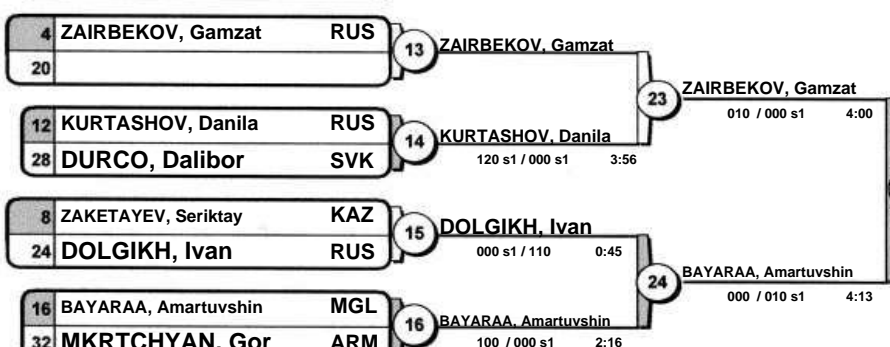 4 ZAIRBEKOV, Gamzat RUS
20
13
ZAIRBEKOV, Gamzat
12 KURTASHOV, Danila RUS
28 DURCO, Dalibor SVK
14
KURTASHOV, Danila
120 s1 / 000 s1 3:56
23
ZAIRBEKOV, Gamzat
010 / 000 s1 4:00
8 ZAKETAYEV, Seriktay KAZ
24 DOLGIKH, Ivan RUS
15
DOLGIKH, Ivan
000 s1 / 110 0:45
16 BAYARAA, Amartuvshin MGL
32 MKRTCHYAN, Gor ARM
16
BAYARAA, Amartuvshin
100 / 000 s1 2:16
24
BAYARAA, Amartuvshin
000 / 010 s1 4:13